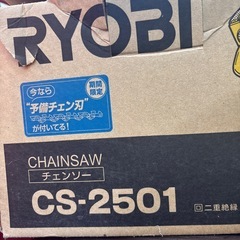 RYOBI
今なら
期間
限定
"予備チェン刃"
が付いてる!
CHAINSAW
チェンソー
CS-2501
回 二重絶縁